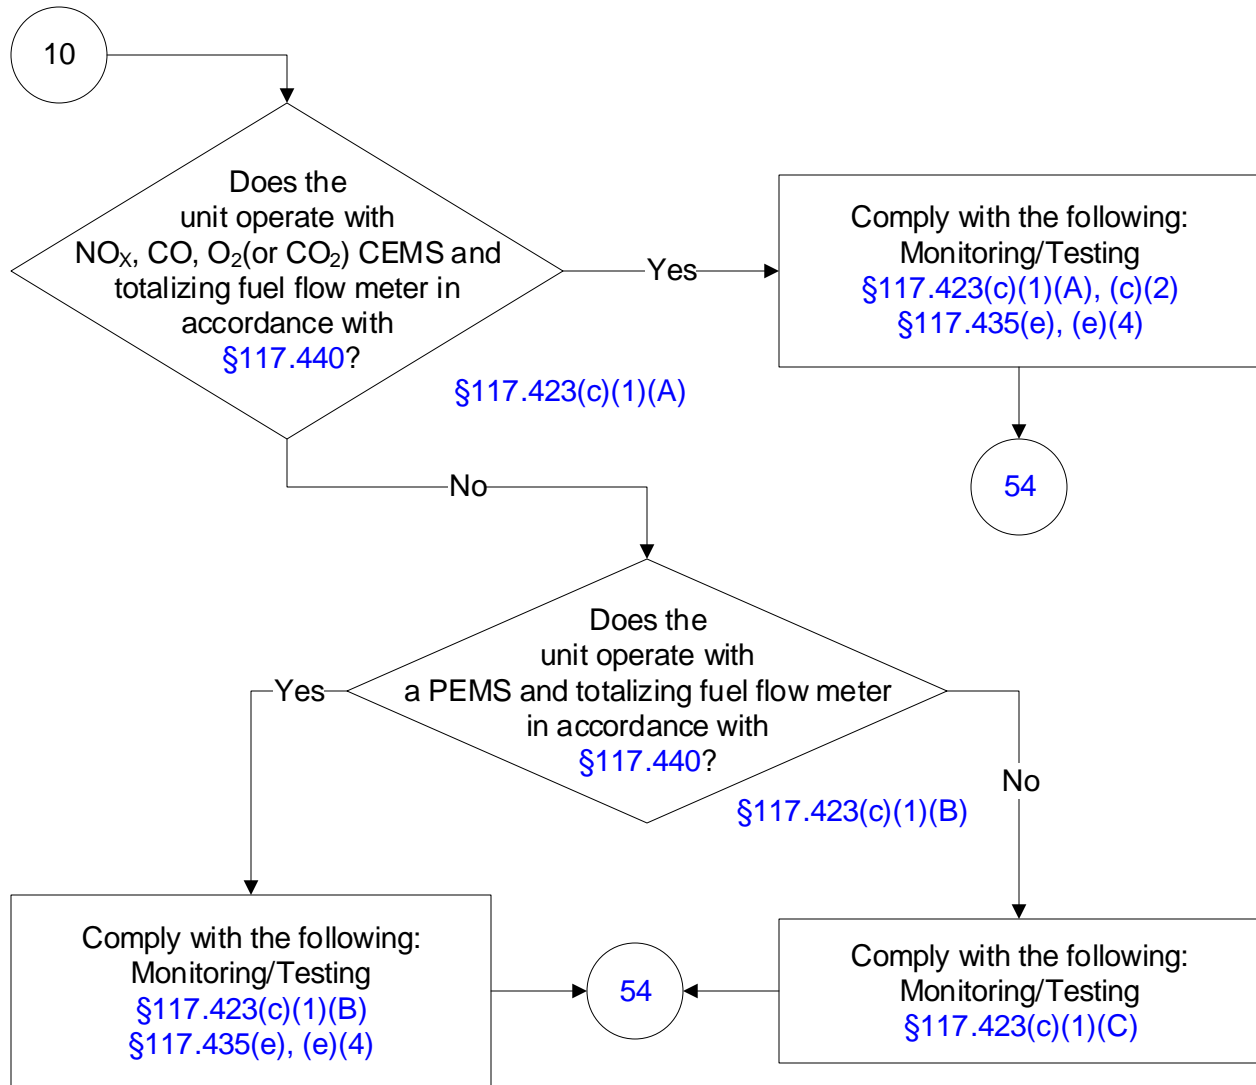 10
Does the
unit operate with
NOX, CO, O2(or CO2) CEMS and
totalizing fuel flow meter in
accordance with
§117.440?
§117.423(c)(1)(A)
Yes
Comply with the following:
Monitoring/Testing
§117.423(c)(1)(A), (c)(2)
§117.435(e), (e)(4)
54
No
Does the
unit operate with
a PEMS and totalizing fuel flow meter
in accordance with
§117.440?
§117.423(c)(1)(B)
Yes
No
Comply with the following:
Monitoring/Testing
§117.423(c)(1)(B)
§117.435(e), (e)(4)
54
Comply with the following:
Monitoring/Testing
§117.423(c)(1)(C)